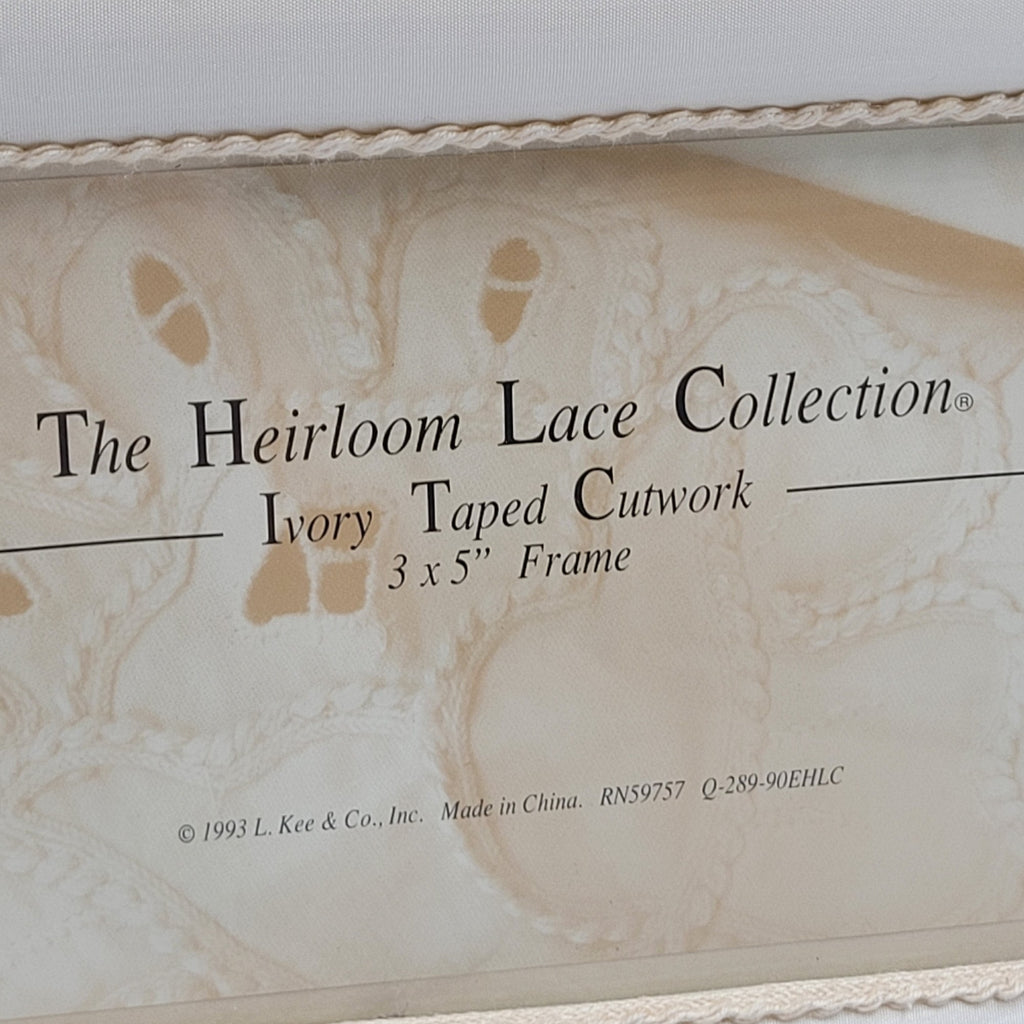 The Heirloom Lace Collection®
Ivory Taped Cutwork
3 x 5” Frame
© 1993 L. Kee & Co., Inc. Made in China. RN59757 Q-289-90EHLC